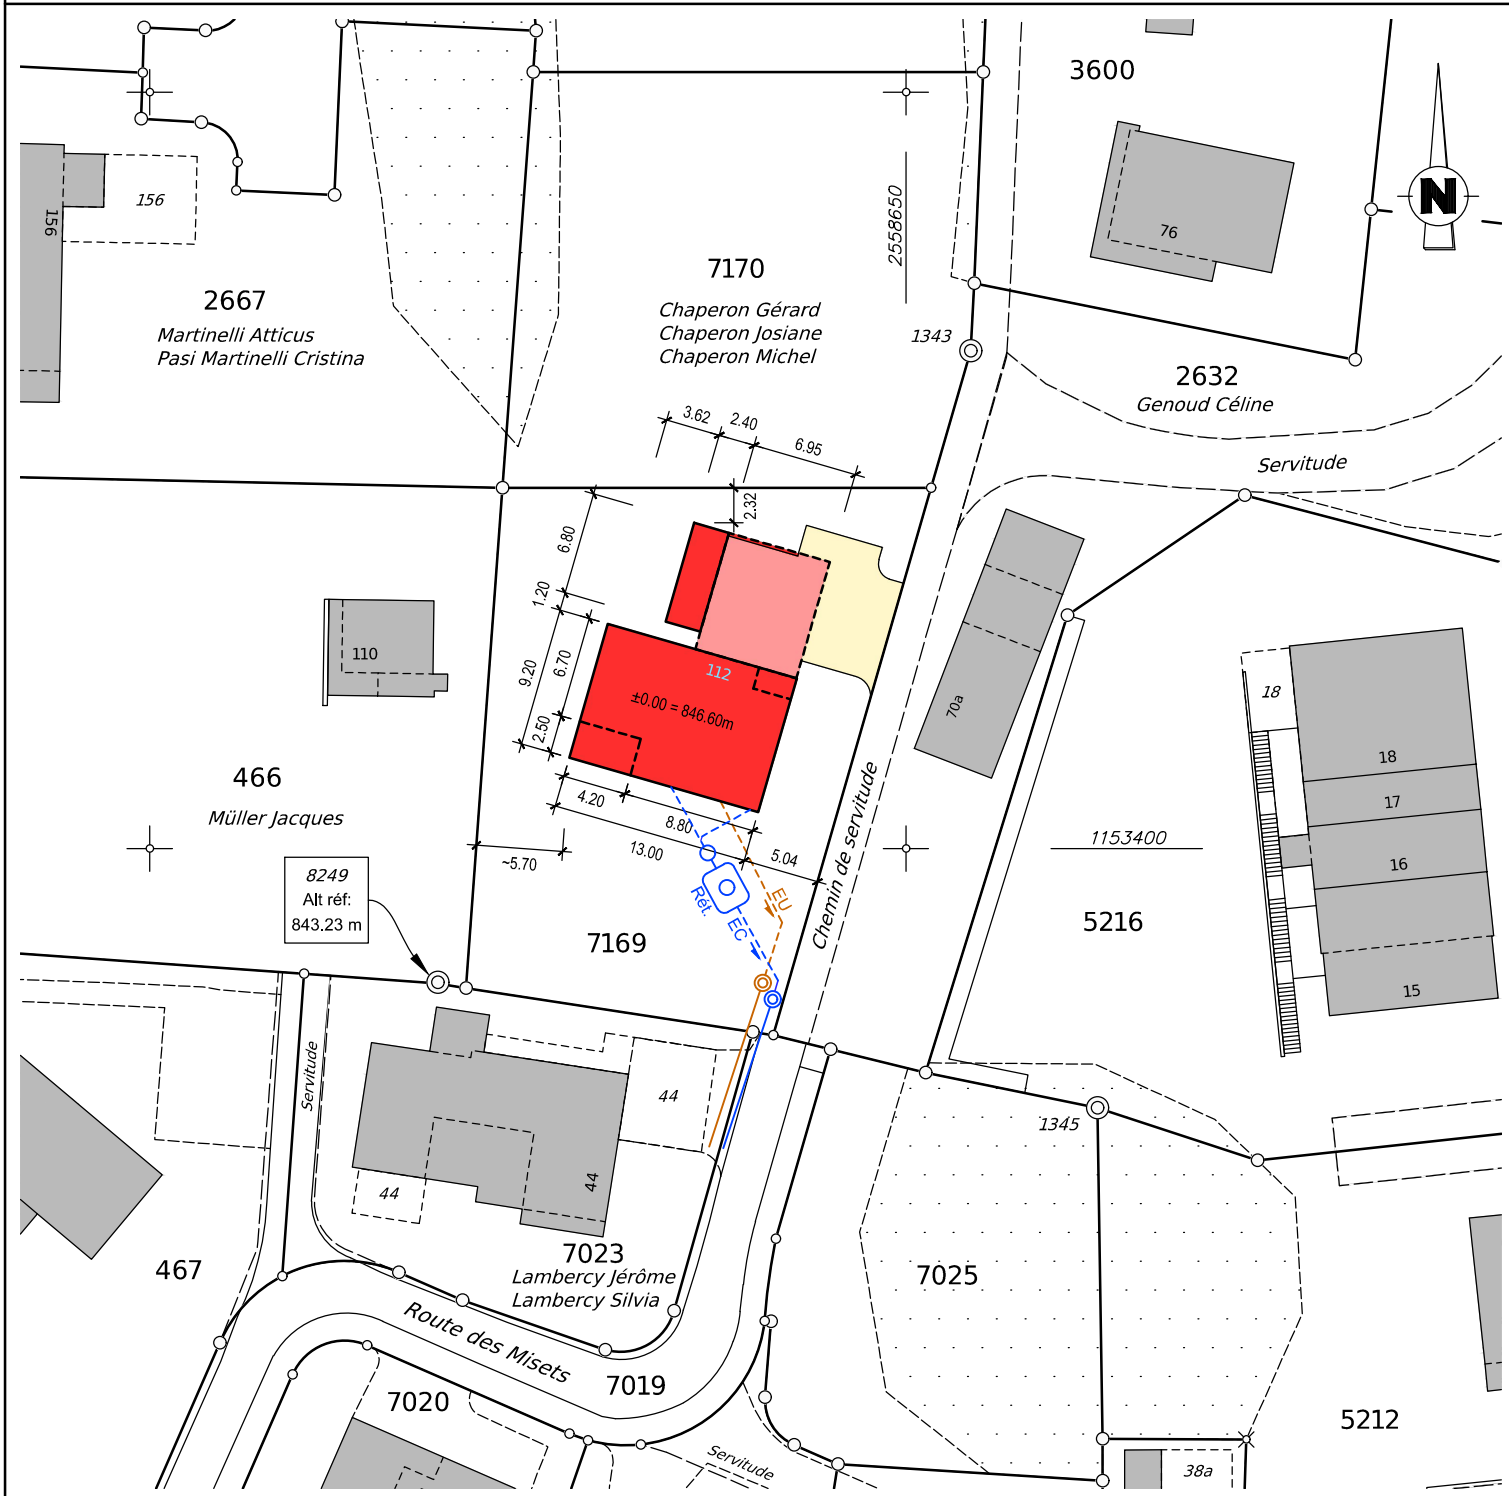 3600
N
156
156
76
2558650
7170
2667
Chaperon Gérard
Chaperon Josiane
Chaperon Michel
Martinelli Atticus
Pasi Martinelli Cristina
1343
2632
Genoud Céline
3.62
2.40
6.95
Servitude
2.32
6.80
1.20
9.20
6.70
2.50
110
112
±0.00 = 846.60m
70a
18
18
17
16
15
466
Müller Jacques
4.20
8.80
13.00
5.04
~5.70
Chemin de servitude
1153400
8249
Alt réf:
843.23 m
Rét.
EC
EU
7169
5216
Servitude
44
44
44
1345
7023
Lambercy Jérôme
Lambercy Silvia
467
7025
Route des Misets
7019
7020
5212
Servitude
38a